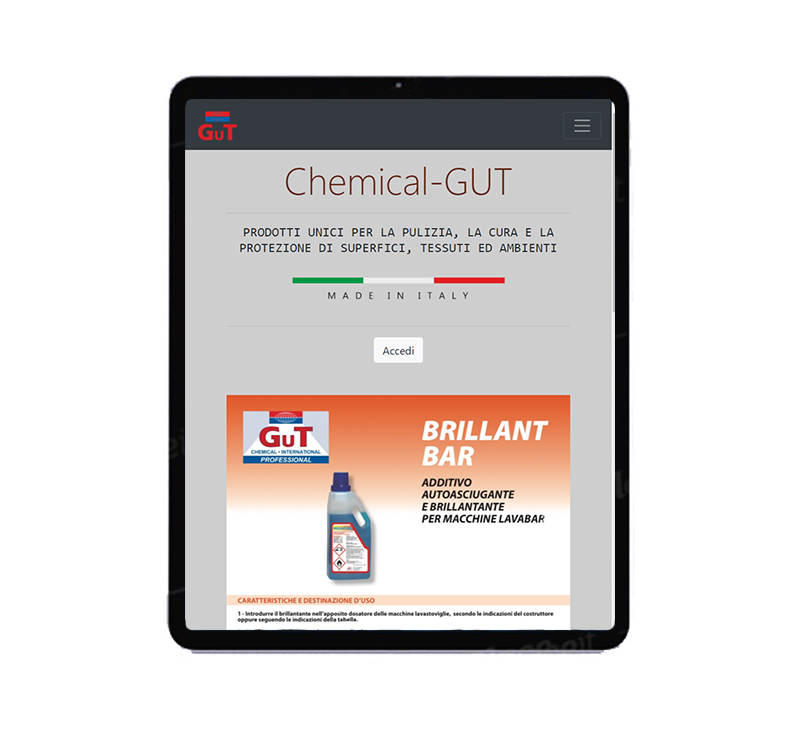 GUT
Chemical-GUT
PRODOTTI UNICI PER LA PULIZIA, LA CURA E LA
PROTEZIONE DI SUPERFICI, TESSUTI ED AMBIENTI
MADE IN ITALY
Accedi
GUT
CHEMICAL • INTERNATIONAL
PROFESSIONAL
BRILLANT
BAR
ADDITIVO
AUTOASCIUGANTE
E BRILLANTANTE
PER MACCHINE LAVABAR
CARATTERISTICHE E DESTINAZIONE D'USO
1 - Introdurre il brillantante nell'apposito dosatore delle macchine lavastoviglie, secondo le indicazioni del costruttore
oppure seguendo le indicazioni della tabella.